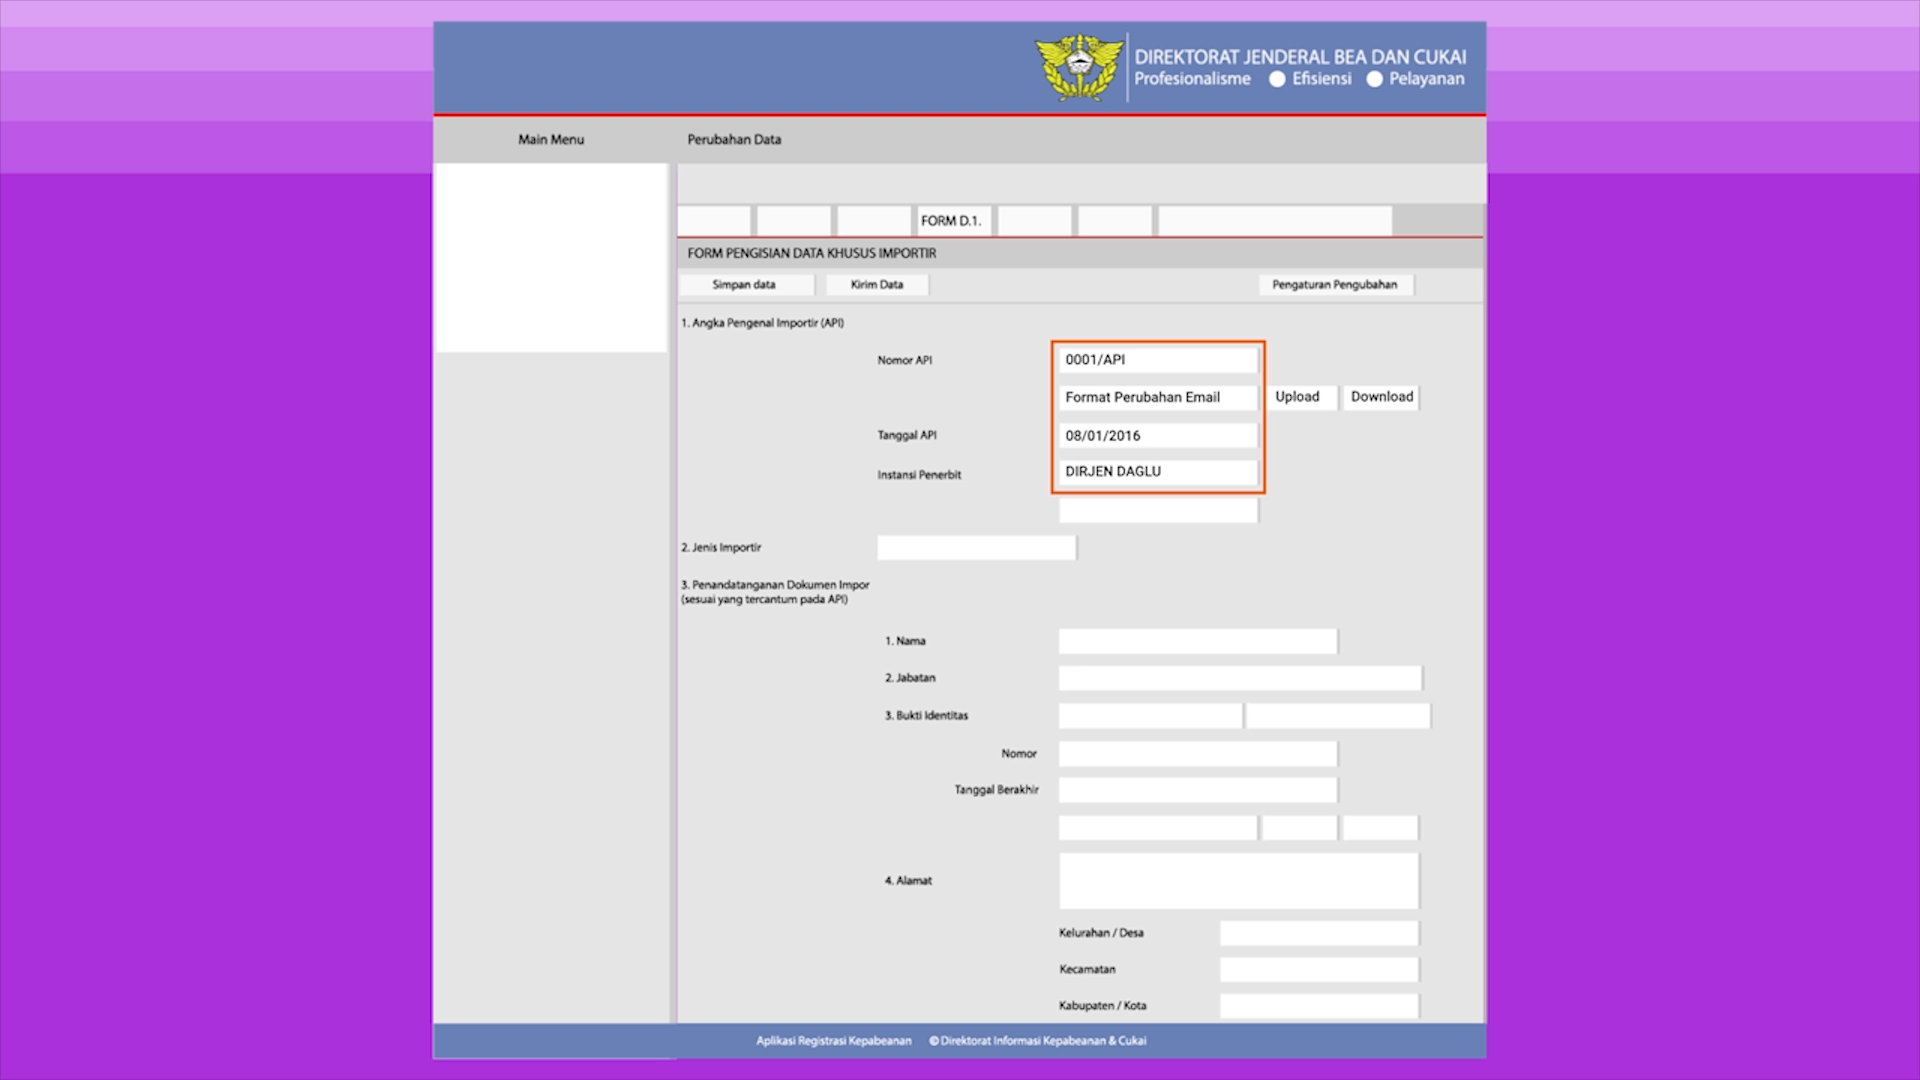 DIREKTORAT JENDERAL BEA DAN CUKAI
Profesionalisme Efisiensi Pelayanan
Main Menu
Perubahan Data
FORM D.1.
FORM PENGISIAN DATA KHUSUS IMPORTIR
Simpan data Kirim Data Pengaturan Pengubahan
1. Angka Pengenal Importir (API)
Nomor API 0001/API
Format Perubahan Email Upload Download
Tanggal API 08/01/2016
Instansi Penerbit DIRJEN DAGLU
2. Jenis Importir
3. Penandatanganan Dokumen Impor
(sesuai yang tercantum pada API)
1. Nama
2. Jabatan
3. Bukti Identitas
Nomor
Tanggal Berakhir
4. Alamat
Kelurahan / Desa
Kecamatan
Kabupaten / Kota
Aplikasi Registrasi Kepabeanan © Direktorat Informasi Kepabeanan & Cukai